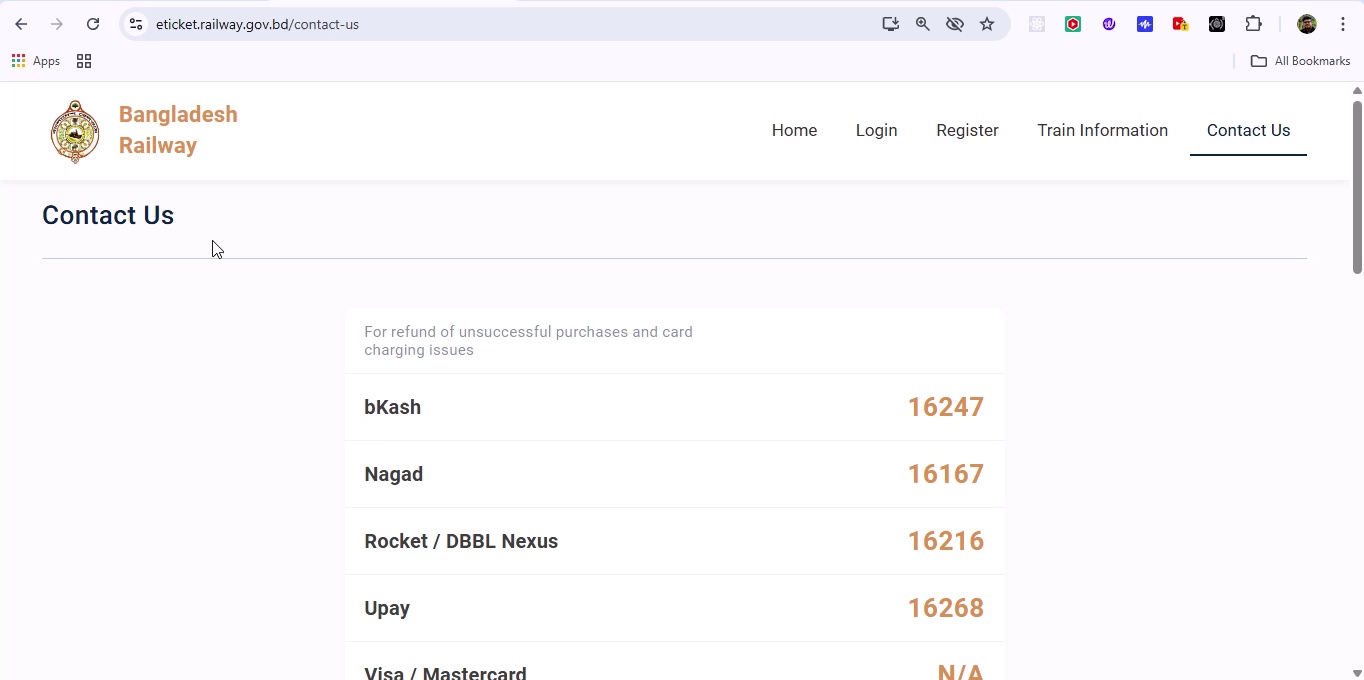 eticket.railway.gov.bd/contact-us
Apps
All Bookmarks
Bangladesh
Railway
Home
Login
Register
Train Information
Contact Us
Contact Us
For refund of unsuccessful purchases and card
charging issues
bKash 16247
Nagad 16167
Rocket / DBBL Nexus 16216
Upay 16268
Visa / Mastercard N/A